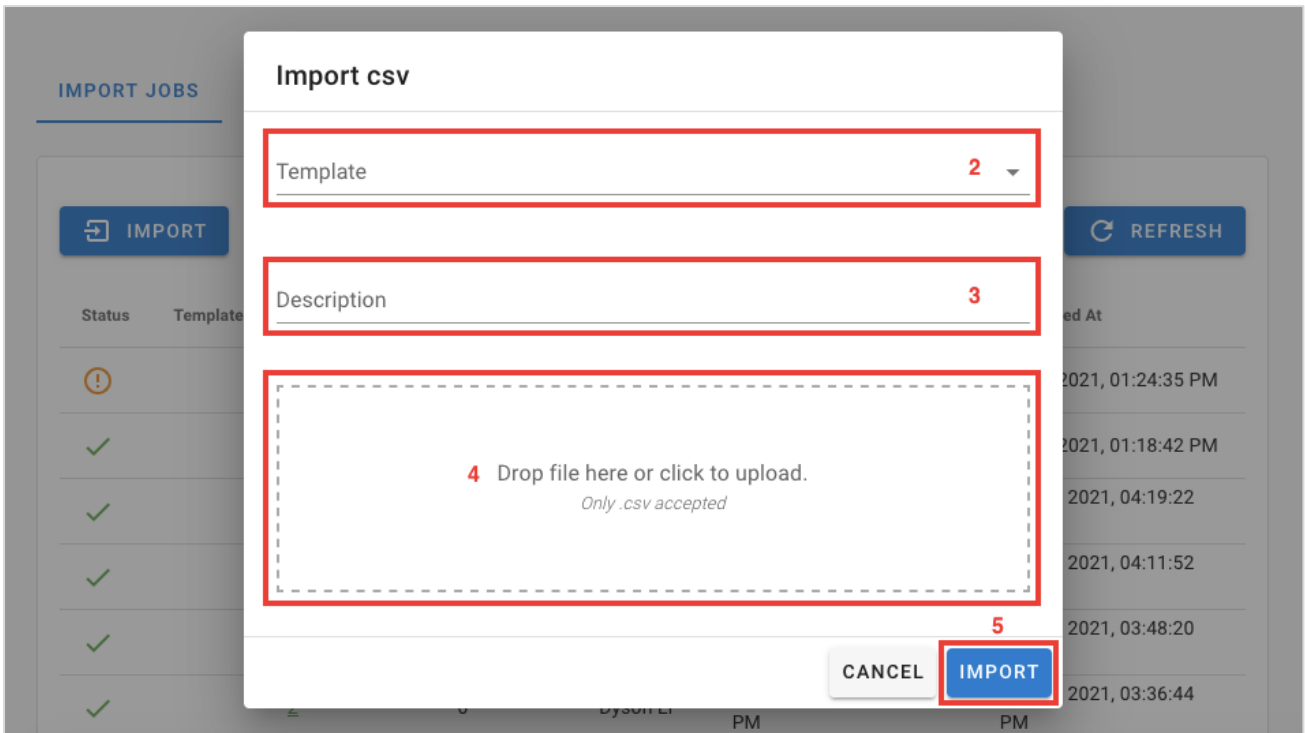 Import csv
IMPORT JOBS
Template 2
IMPORT
REFRESH
Description 3
Status Template ed At
2021, 01:24:35 PM
2021, 01:18:42 PM
4 Drop file here or click to upload.
Only .csv accepted
2021, 04:19:22
2021, 04:11:52
5
2021, 03:48:20
CANCEL IMPORT
2021, 03:36:44
PM PM